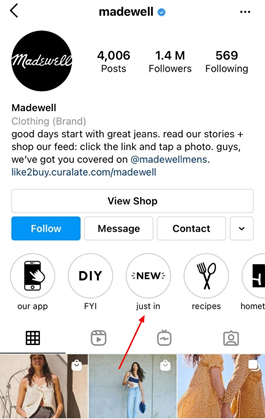 madewell
Madewell
4,006
1.4 M
569
Posts
Followers
Following
Madewell
Clothing (Brand)
good days start with great jeans. read our stories +
shop our feed: click the link and tap a photo. guys,
we've got you covered on @madewellmens.
like2buy.curalate.com/madewell
View Shop
Follow
Message
Contact
DIY
NEW
our app
FYI
just in
recipes
homet